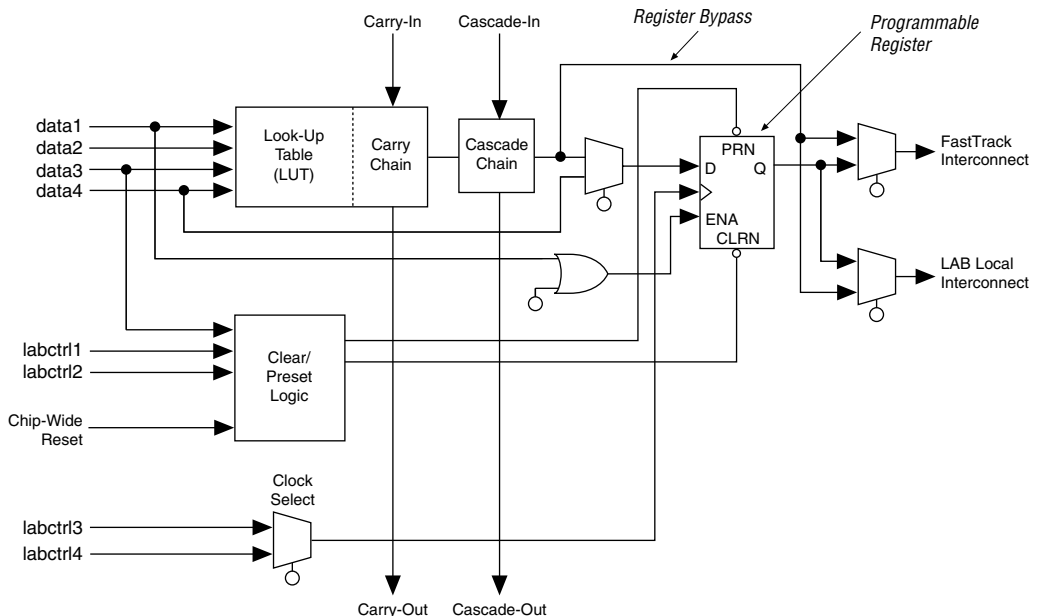 Register Bypass
Programmable
Register
Carry-In
Cascade-In
data1
data2
data3
data4
Look-Up
Table
(LUT)
Carry
Chain
Cascade
Chain
PRN
D
Q
ENA
CLRN
FastTrack
Interconnect
LAB Local
Interconnect
labctrl1
labctrl2
Clear/
Preset
Logic
Chip-Wide
Reset
Clock
Select
labctrl3
labctrl4
Carry-Out
Cascade-Out